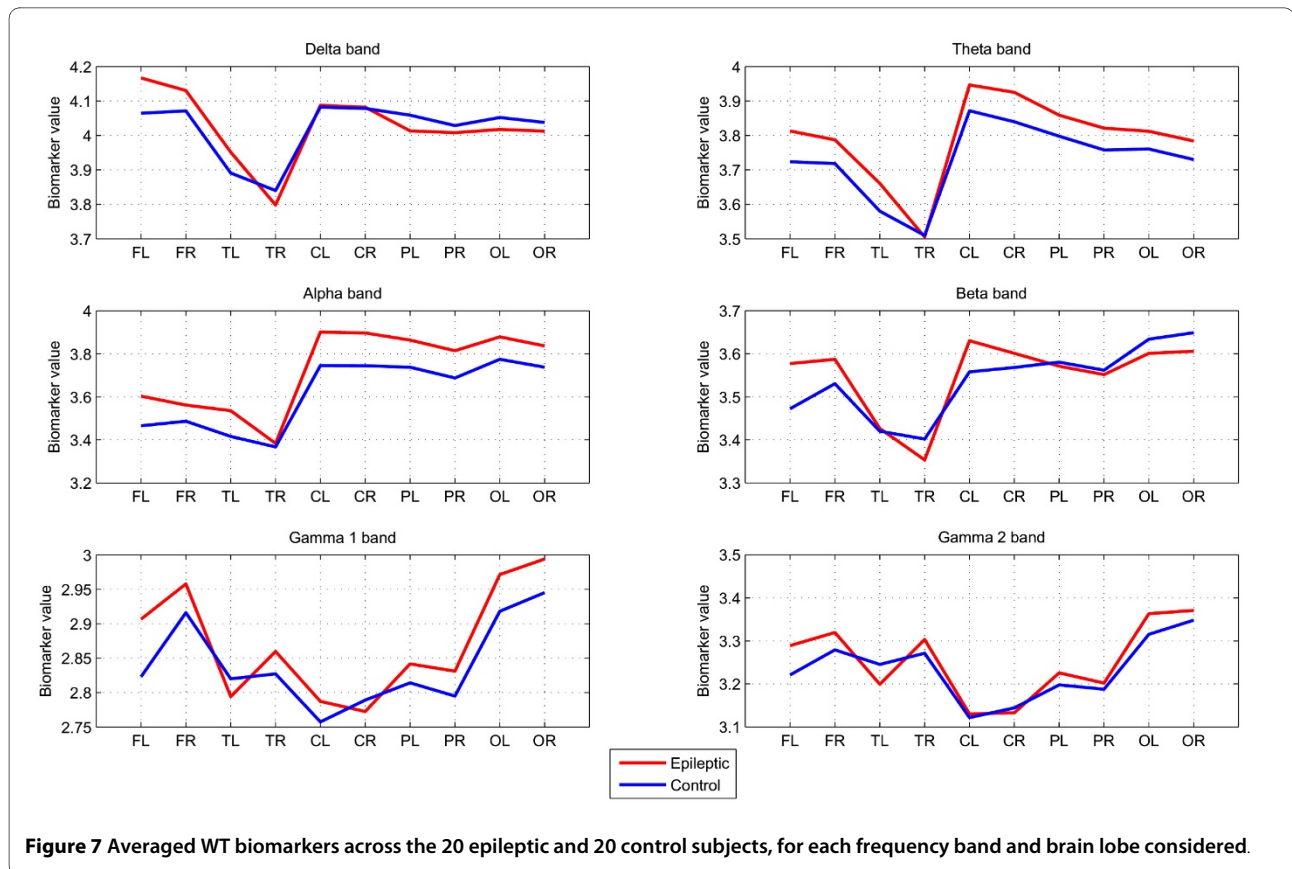 Delta band
Biomarker value
4.2
4.1
4
3.9
3.8
3.7
FL FR TL TR CL CR PL PR OL OR
Theta band
Biomarker value
4
3.9
3.8
3.7
3.6
3.5
FL FR TL TR CL CR PL PR OL OR
Alpha band
Biomarker value
4
3.8
3.6
3.4
3.2
FL FR TL TR CL CR PL PR OL OR
Beta band
Biomarker value
3.7
3.6
3.5
3.4
3.3
FL FR TL TR CL CR PL PR OL OR
Gamma 1 band
Biomarker value
3
2.95
2.9
2.85
2.8
2.75
FL FR TL TR CL CR PL PR OL OR
Gamma 2 band
Biomarker value
3.5
3.4
3.3
3.2
3.1
FL FR TL TR CL CR PL PR OL OR
Epileptic
Control
Figure 7 Averaged WT biomarkers across the 20 epileptic and 20 control subjects, for each frequency band and brain lobe considered.